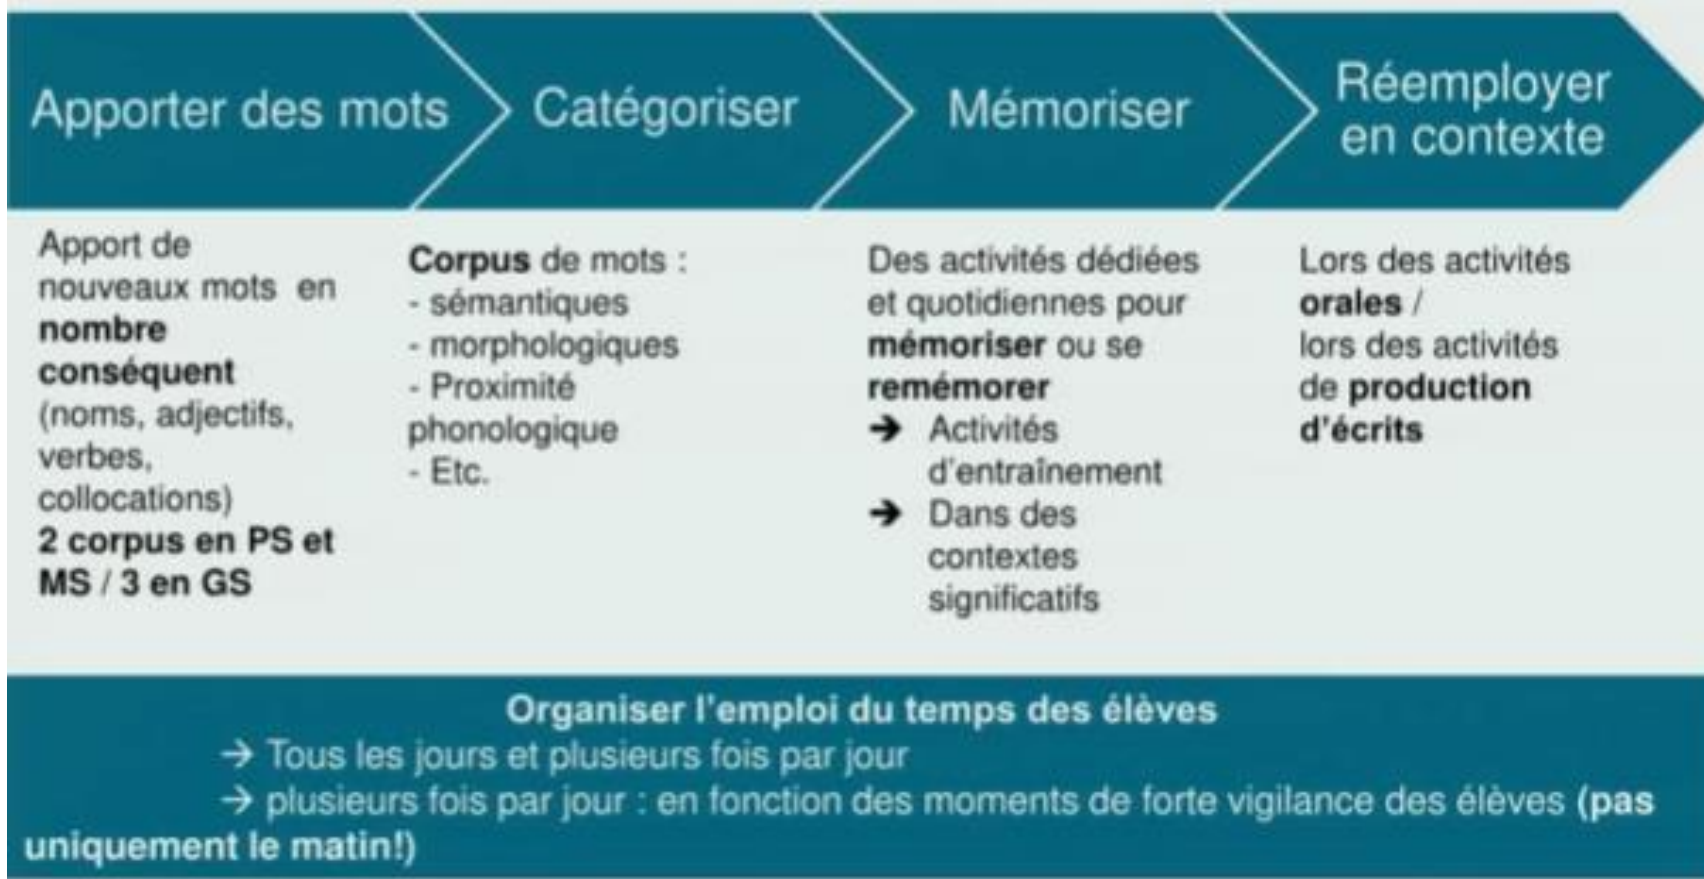 Apporter des mots
Catégoriser
Mémoriser
Réemployer
en contexte
Apport de
nouveaux mots en
nombre
conséquent
(noms, adjectifs,
verbes,
collocations)
2 corpus en PS et
MS / 3 en GS
Corpus de mots :
- sémantiques
- morphologiques
- Proximité
phonologique
- Etc.
Des activités dédiées
et quotidiennes pour
mémoriser ou se
remémorer
➔ Activités
d'entraînement
➔ Dans des
contextes
significatifs
Lors des activités
orales /
lors des activités
de production
d'écrits
Organiser l'emploi du temps des élèves
→ Tous les jours et plusieurs fois par jour
→ plusieurs fois par jour : en fonction des moments de forte vigilance des élèves (pas
uniquement le matin!)